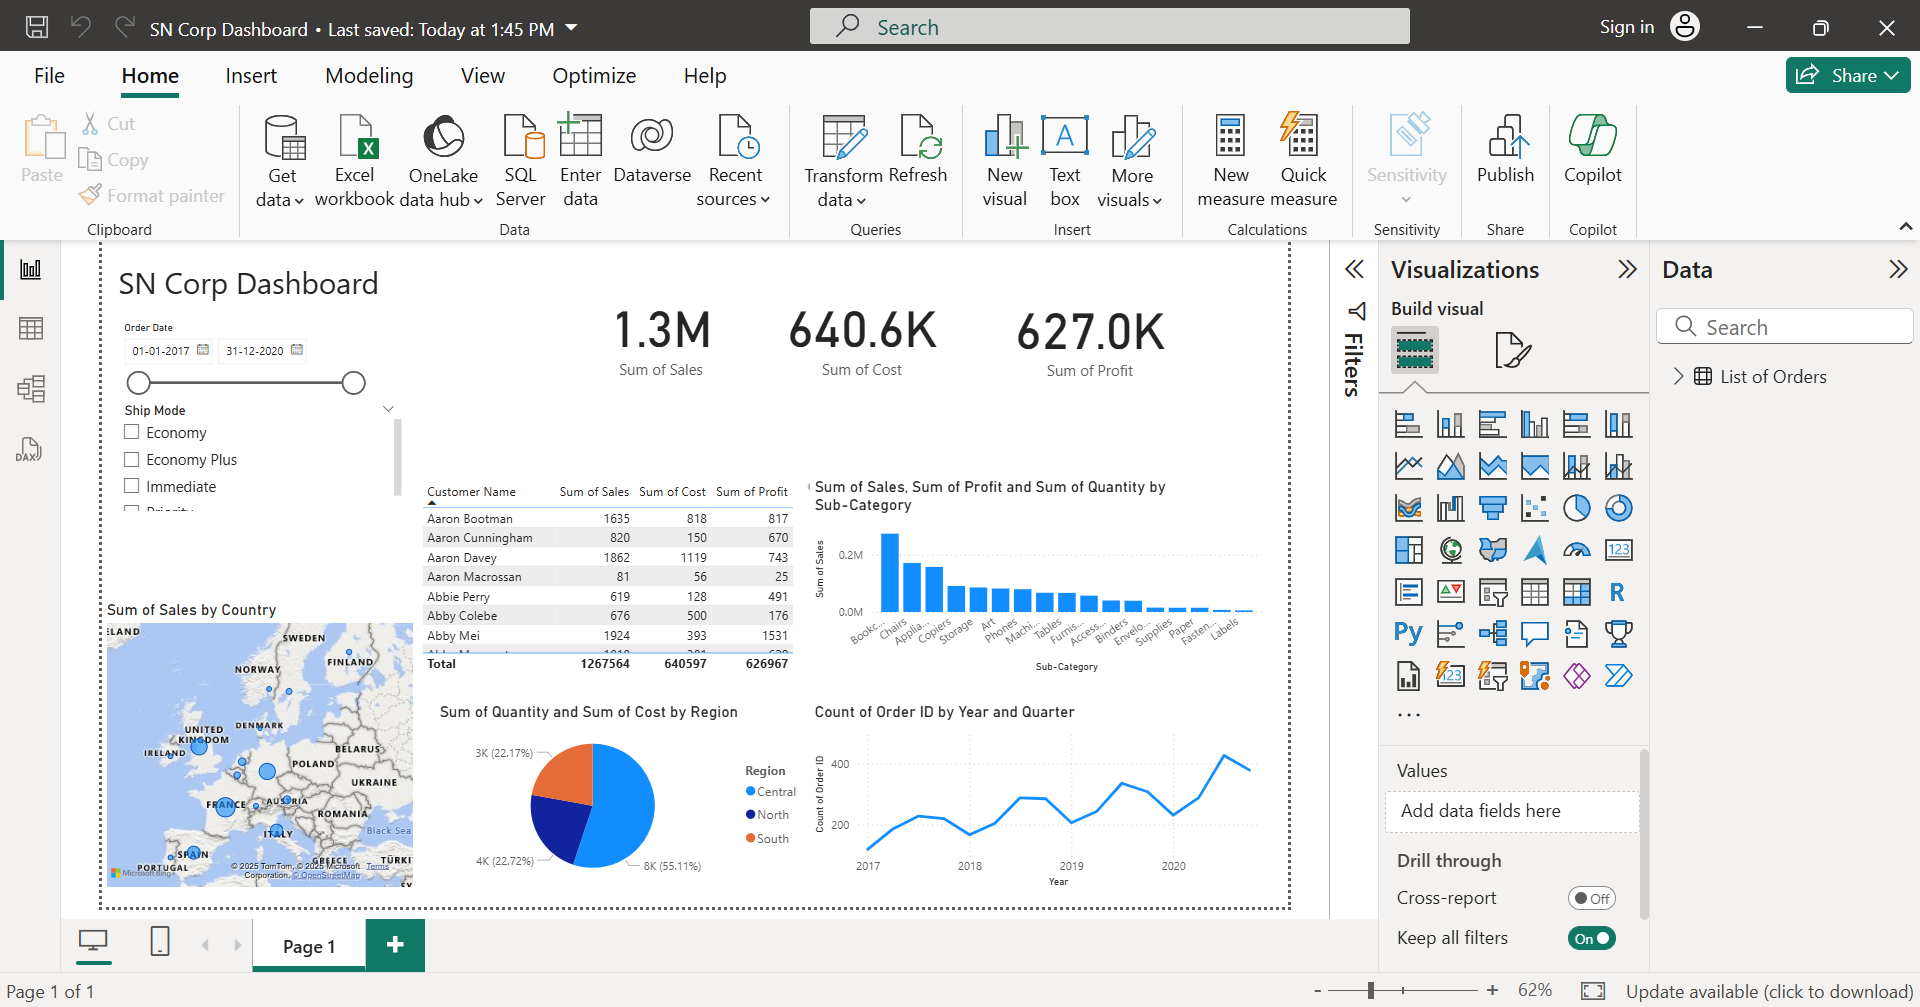 SN Corp Dashboard • Last saved: Today at 1:45 PM
Search
Sign in
File
Home
Insert
Modeling
View
Optimize
Help
Share
Paste
Cut
Copy
Format painter
Clipboard
Get data
Excel workbook
OneLake data hub
SQL Server
Enter data
Dataverse
Recent sources
Data
Transform data
Refresh
Queries
New visual
Text box
More visuals
Insert
New measure
Quick measure
Calculations
Sensitivity
Sensitivity
Publish
Share
Copilot
Copilot
DAX
SN Corp Dashboard
Order Date
01-01-2017
31-12-2020
Ship Mode
Economy
Economy Plus
Immediate
Priority
1.3M
Sum of Sales
640.6K
Sum of Cost
627.0K
Sum of Profit
Customer Name Sum of Sales Sum of Cost Sum of Profit
Aaron Bootman 1635 818 817
Aaron Cunningham 820 150 670
Aaron Davey 1862 1119 743
Aaron Macrossan 81 56 25
Abbie Perry 619 128 491
Abby Colebe 676 500 176
Abby Mei 1924 393 1531
Total 1267564 640597 626967
Sum of Sales, Sum of Profit and Sum of Quantity by
Sub-Category
Sum of Sales
0.2M
0.0M
Bookc...
Chairs
Applia...
Copiers
Storage
Art
Phones
Machi...
Tables
Furnis...
Access...
Binders
Envelo...
Supplies
Paper
Fasten...
Labels
Sub-Category
Sum of Sales by Country
ELAND
SWEDEN
FINLAND
NORWAY
DENMARK
UNITED
KINGDOM
IRELAND
BELARUS
POLAND
UKRAINE
FRANCE
AUSTRIA
ROMANIA
ITALY
Black Sea
SPAIN
PORTUGAL
GREECE
TÜRKI
SY
Microsoft Bing
© 2025 TomTom, © 2025 Microsoft Terms
Corporation, © OpenStreetMap
Sum of Quantity and Sum of Cost by Region
3K (22.17%)
4K (22.72%)
8K (55.11%)
Region
Central
North
South
Count of Order ID by Year and Quarter
Count of Order ID
400
200
2017
2018
2019
2020
Year
Filters
Visualizations
Build visual
123
R
Py
123
...
Values
Add data fields here
Drill through
Cross-report
Off
Keep all filters
On
Data
Search
List of Orders
Page 1
+
Page 1 of 1
-
+
62%
Update available (click to download)